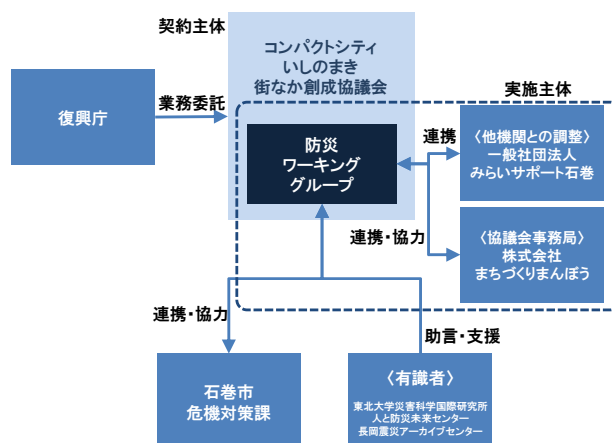 契約主体
コンパクトシティ
いしのまき
街なか創成協議会
実施主体
復興庁
業務委託
防災
ワーキング
グループ
連携
〈他機関との調整〉
一般社団法人
みらいサポート石巻
連携・協力
〈協議会事務局〉
株式会社
まちづくりまんぼう
連携・協力
助言・支援
石巻市
危機対策課
〈有識者〉
東北大学災害科学国際研究所
人と防災未来センター
長岡震災アーカイブセンター